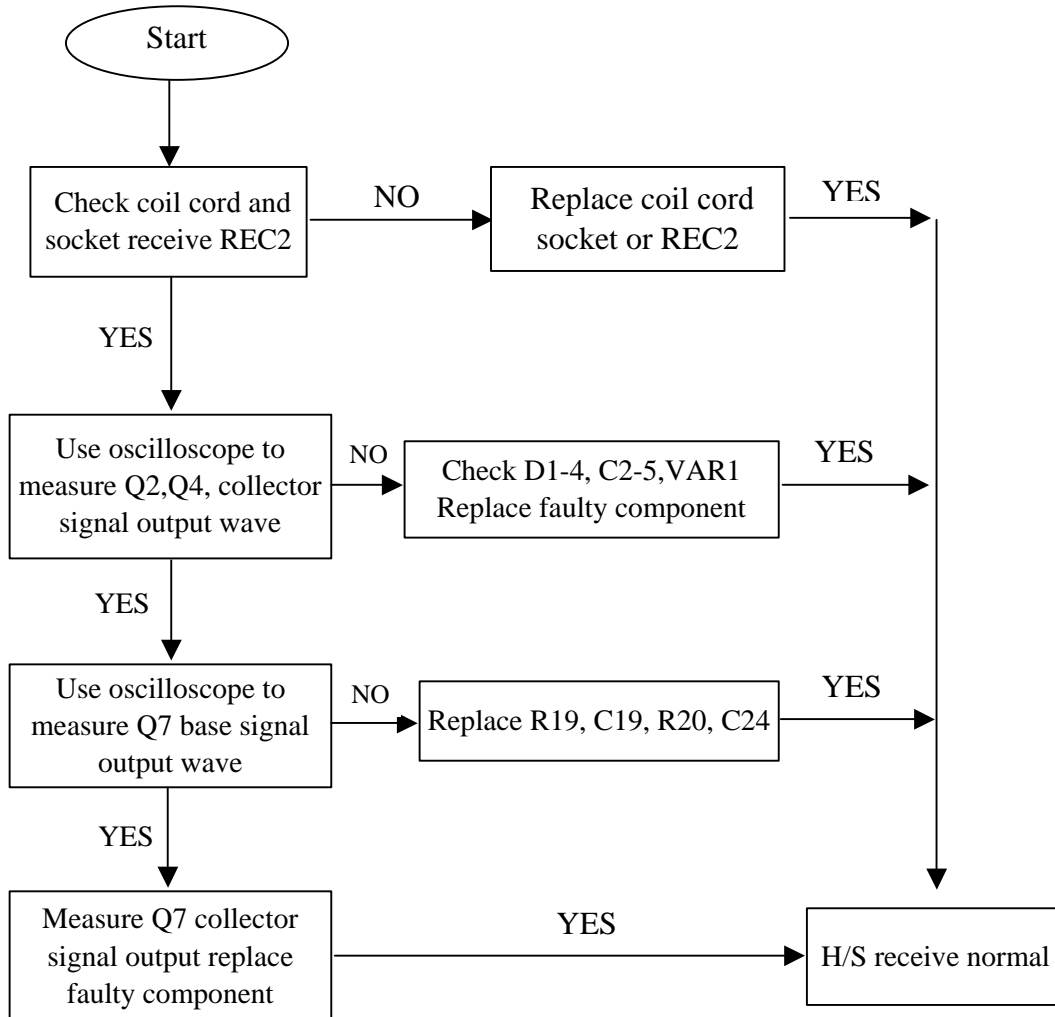 Start
Check coil cord and
socket receive REC2
NO
Replace coil cord
socket or REC2
YES
YES
Use oscilloscope to
measure Q2,Q4, collector
signal output wave
NO
Check D1-4, C2-5,VAR1
Replace faulty component
YES
YES
Use oscilloscope to
measure Q7 base signal
output wave
NO
Replace R19, C19, R20, C24
YES
YES
Measure Q7 collector
signal output replace
faulty component
YES
H/S receive normal